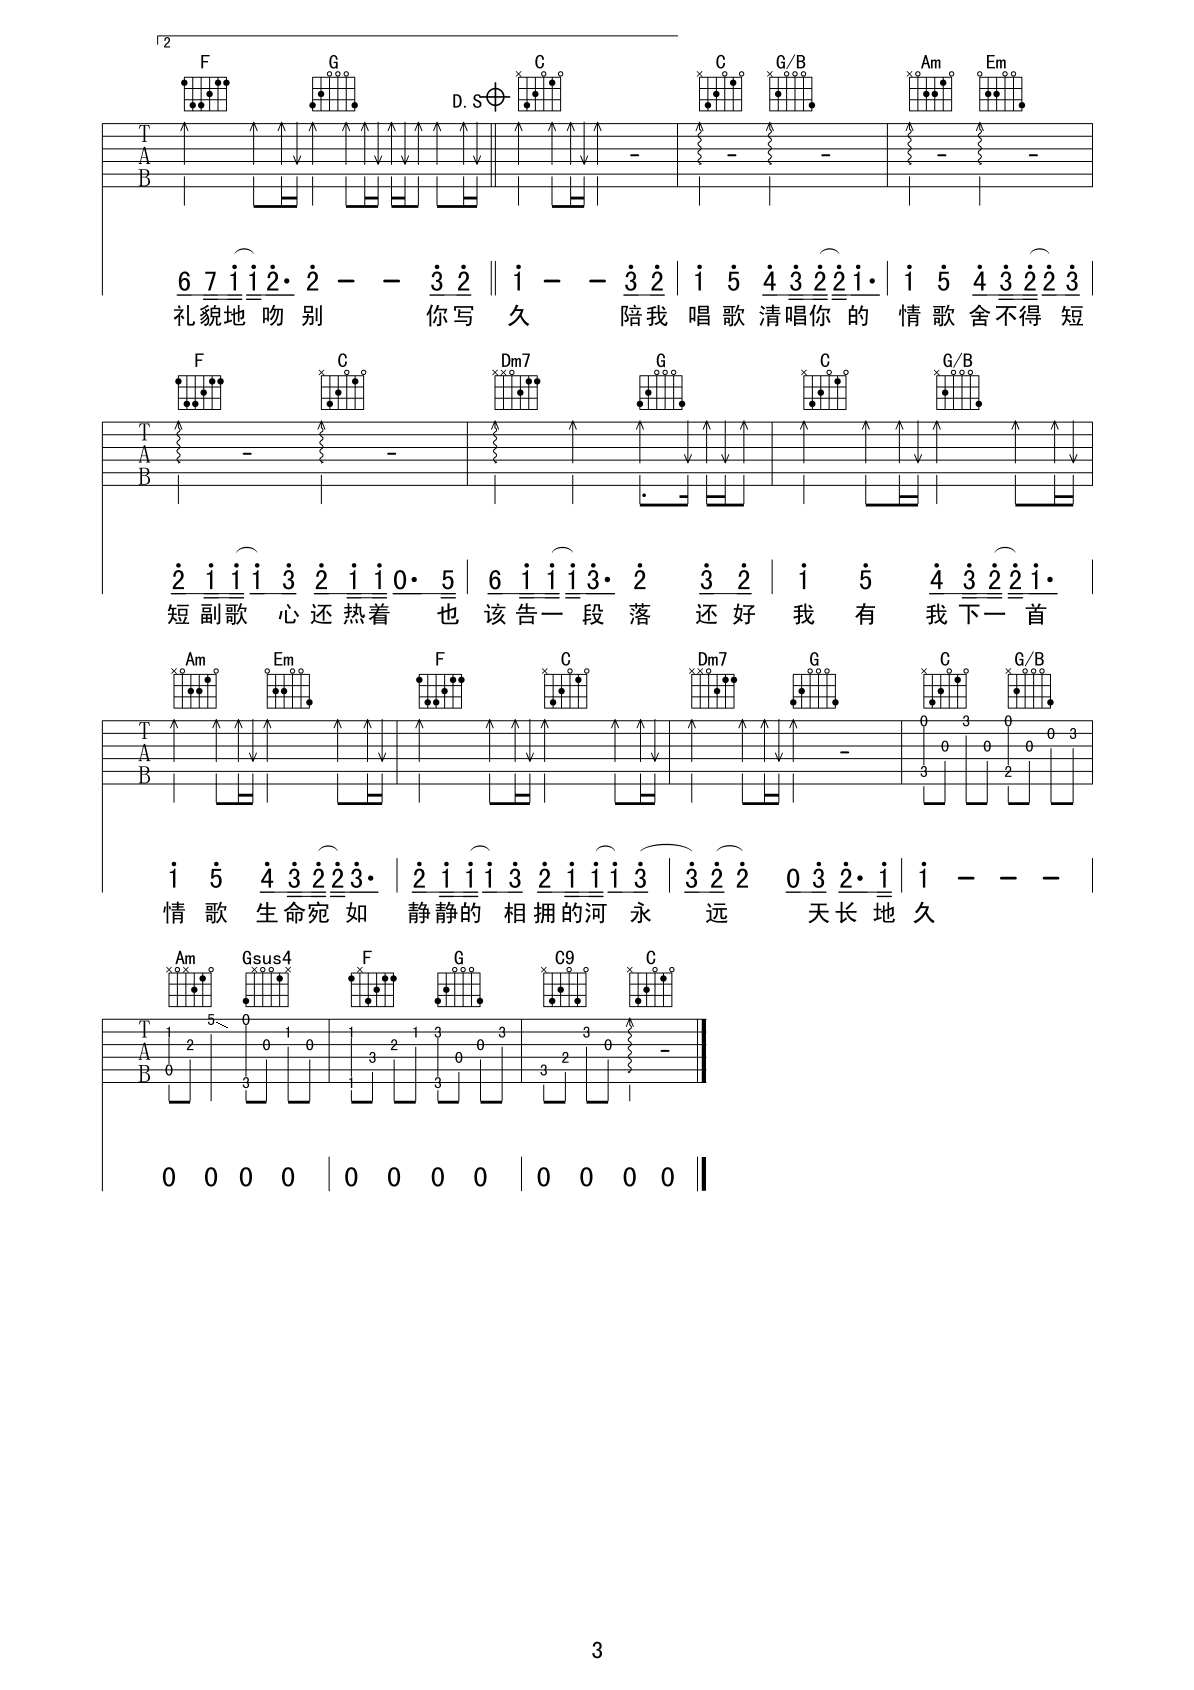 2
F G C C G/B Am Em
D.S
T A B
6 7 1 1 2· 2 — — 3 2 1 — — 3 2 1 5 4 3 2 2 1· 1 5 4 3 2 2 3
礼貌地 吻 别 你写 久 陪我 唱歌清唱你的 情歌舍不得短
F C Dm7 G C G/B
T A B
2 1 1 1 3 2 1 1 0· 5 6 1 1 1 3· 2 3 2 1 5 4 3 2 2 1·
短副歌 心还热着 也 该告一段落 还好 我 有 我下一首
Am Em F C Dm7 G C G/B
T A B
0 3 0 0 3
0 0 0
3 2
1 5 4 3 2 2 3· 2 1 1 1 3 2 1 1 1 3 3 2 2 0 3 2· 1 1 — — —
情歌 生命宛如 静静的 相拥的河永 远 天长地久
Am Gsus4 F G C9 C
T A B
5 0
1 1 1 1 3 3 3
2 0 0 2 0 0
3 0 2
0 3
3 1 3
0 0 0 0 0 0 0 0 0 0 0 0
3